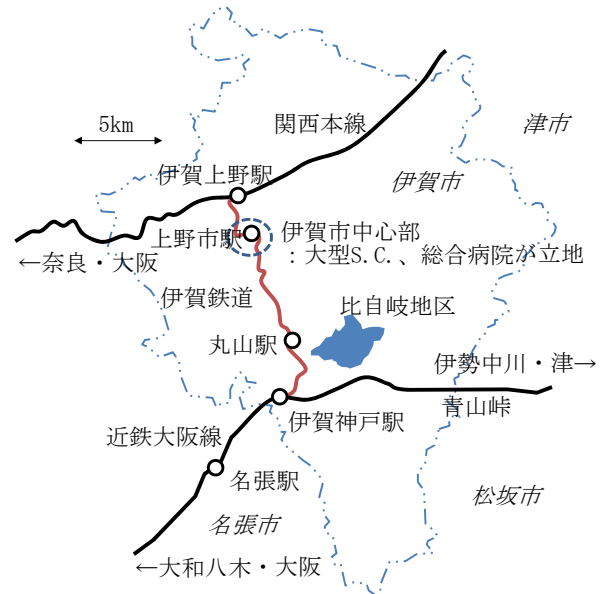 5km
関西本線
津市
伊賀上野駅
伊賀市
上野市駅
伊賀市中心部
：大型S.C.、総合病院が立地
←奈良・大阪
伊賀鉄道
比自岐地区
丸山駅
伊勢中川・津→
青山峠
伊賀神戸駅
近鉄大阪線
名張駅
松坂市
名張市
←大和八木・大阪